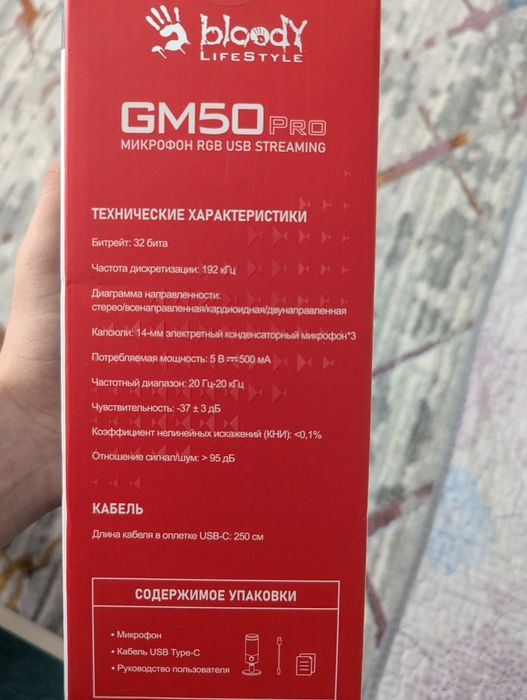 bloody
LIFESTYLE
GM50 PRO
МИКРОФОН RGB USB STREAMING
ТЕХНИЧЕСКИЕ ХАРАКТЕРИСТИКИ
Битрейт: 32 бита
Частота дискретизации: 192 кГц
Диаграмма направленности:
стерео/всенаправленная/кардиоидная/двунаправленная
Капсюли: 14-мм электретный конденсаторный микрофон*3
Потребляемая мощность: 5 В ⎓ 500 мА
Частотный диапазон: 20 Гц-20 кГц
Чувствительность: -37 ± 3 дБ
Коэффициент нелинейных искажений (КНИ): <0,1%
Отношение сигнал/шум: > 95 дБ
КАБЕЛЬ
Длина кабеля в оплетке USB-C: 250 см
СОДЕРЖИМОЕ УПАКОВКИ
• Микрофон
• Кабель USB Type-C
• Руководство пользователя